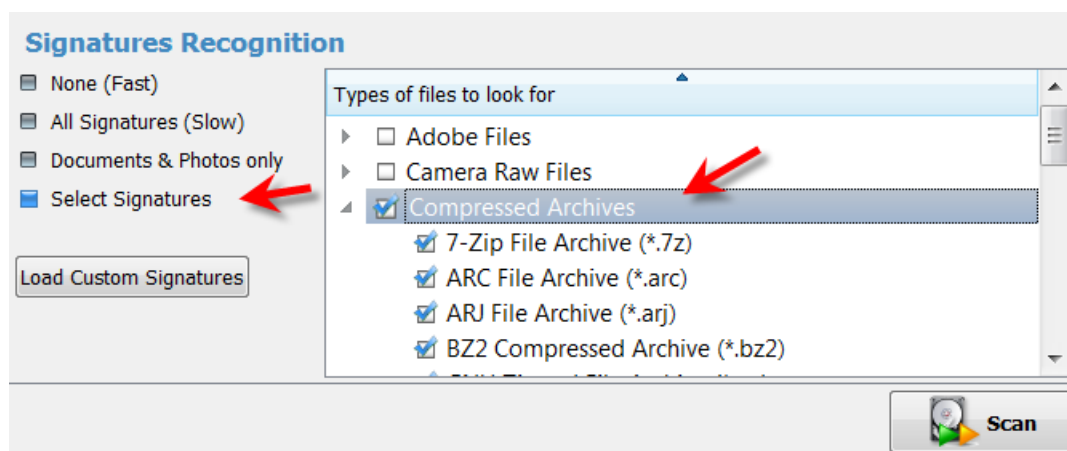 Signatures Recognition
None (Fast)
All Signatures (Slow)
Documents & Photos only
Select Signatures
Load Custom Signatures
Types of files to look for
Adobe Files
Camera Raw Files
Compressed Archives
7-Zip File Archive (*.7z)
ARC File Archive (*.arc)
ARJ File Archive (*.arj)
BZ2 Compressed Archive (*.bz2)
Scan